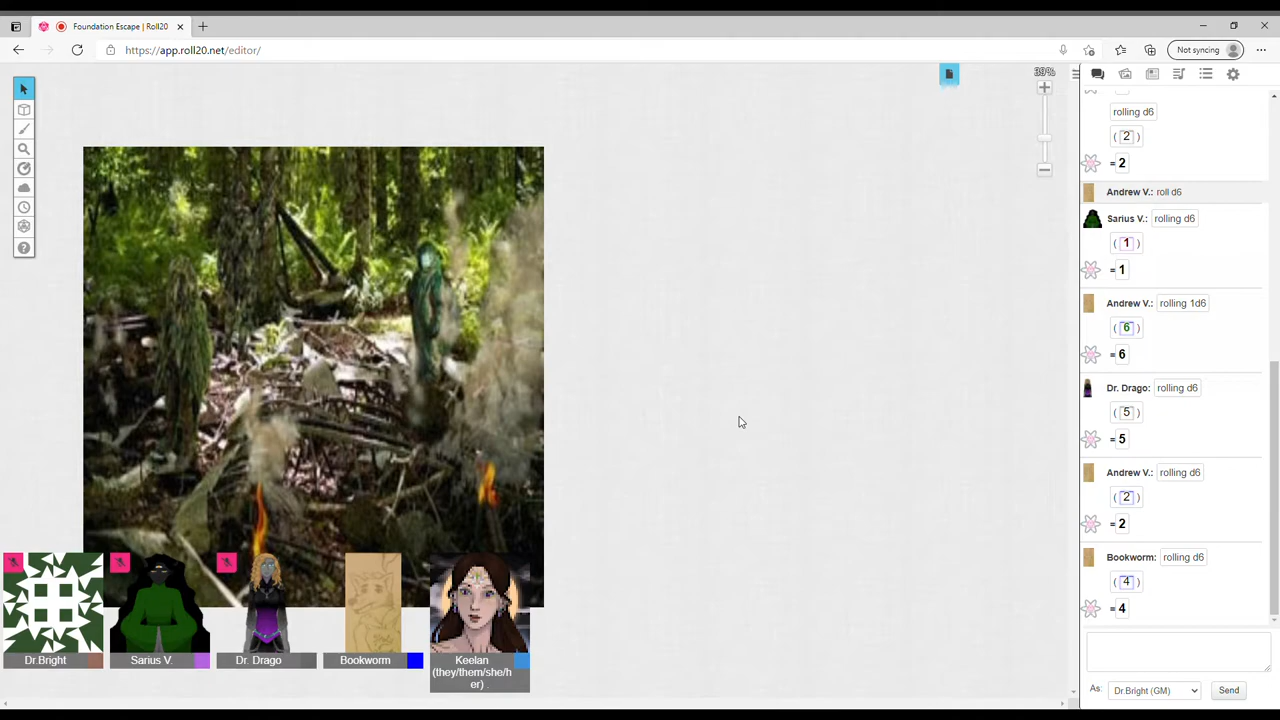 Foundation Escape | Roll20
https://app.roll20.net/editor/
Not syncing
39%
rolling d6
( 2 )
= 2
Andrew V.: roll d6
Sarius V.: rolling d6
( 1 )
= 1
Andrew V.: rolling 1d6
( 6 )
= 6
Dr. Drago: rolling d6
( 5 )
= 5
Andrew V.: rolling d6
( 2 )
= 2
Bookworm: rolling d6
( 4 )
= 4
Dr.Bright
Sarius V.
Dr. Drago
Bookworm
Keelan
(they/them/she/h
er) .
As:
Dr.Bright (GM)
Send